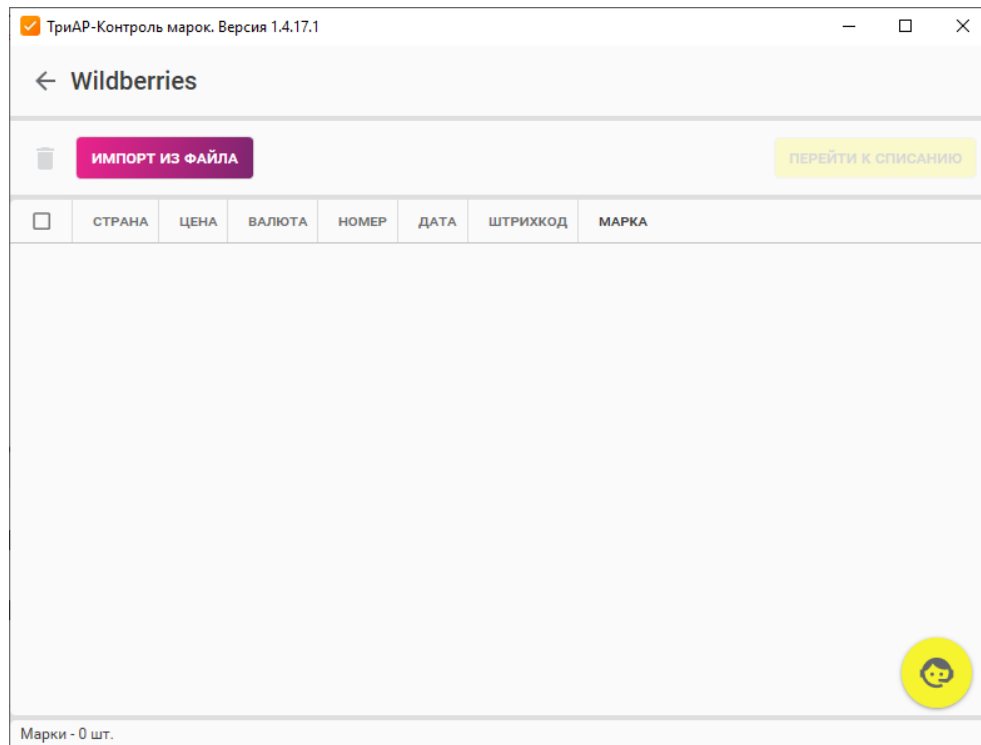 ТриАР-Контроль марок. Версия 1.4.17.1
Wildberries
ИМПОРТ ИЗ ФАЙЛА ПЕРЕЙТИ К СПИСАНИЮ
СТРАНА ЦЕНА ВАЛЮТА НОМЕР ДАТА ШТРИХКОД МАРКА
Марки - 0 шт.